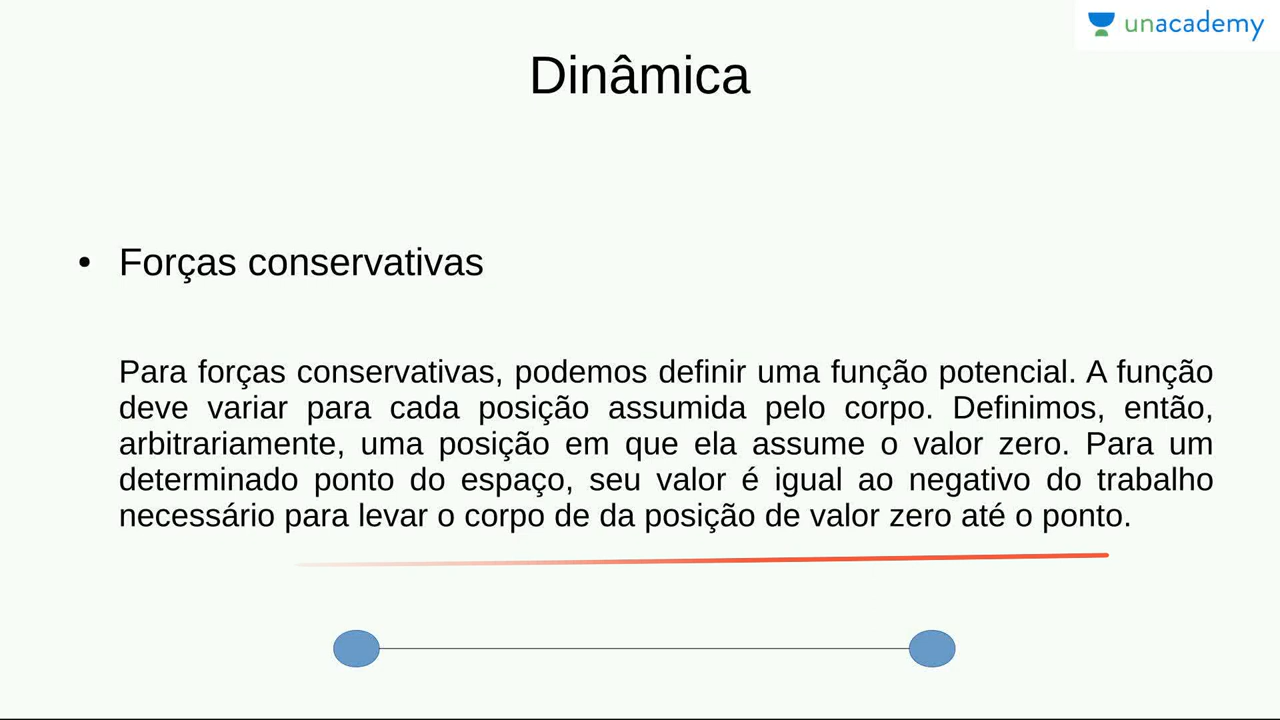 unacademy
Dinâmica
• Forças conservativas
Para forças conservativas, podemos definir uma função potencial. A função
deve variar para cada posição assumida pelo corpo. Definimos, então,
arbitrariamente, uma posição em que ela assume o valor zero. Para um
determinado ponto do espaço, seu valor é igual ao negativo do trabalho
necessário para levar o corpo de da posição de valor zero até o ponto.